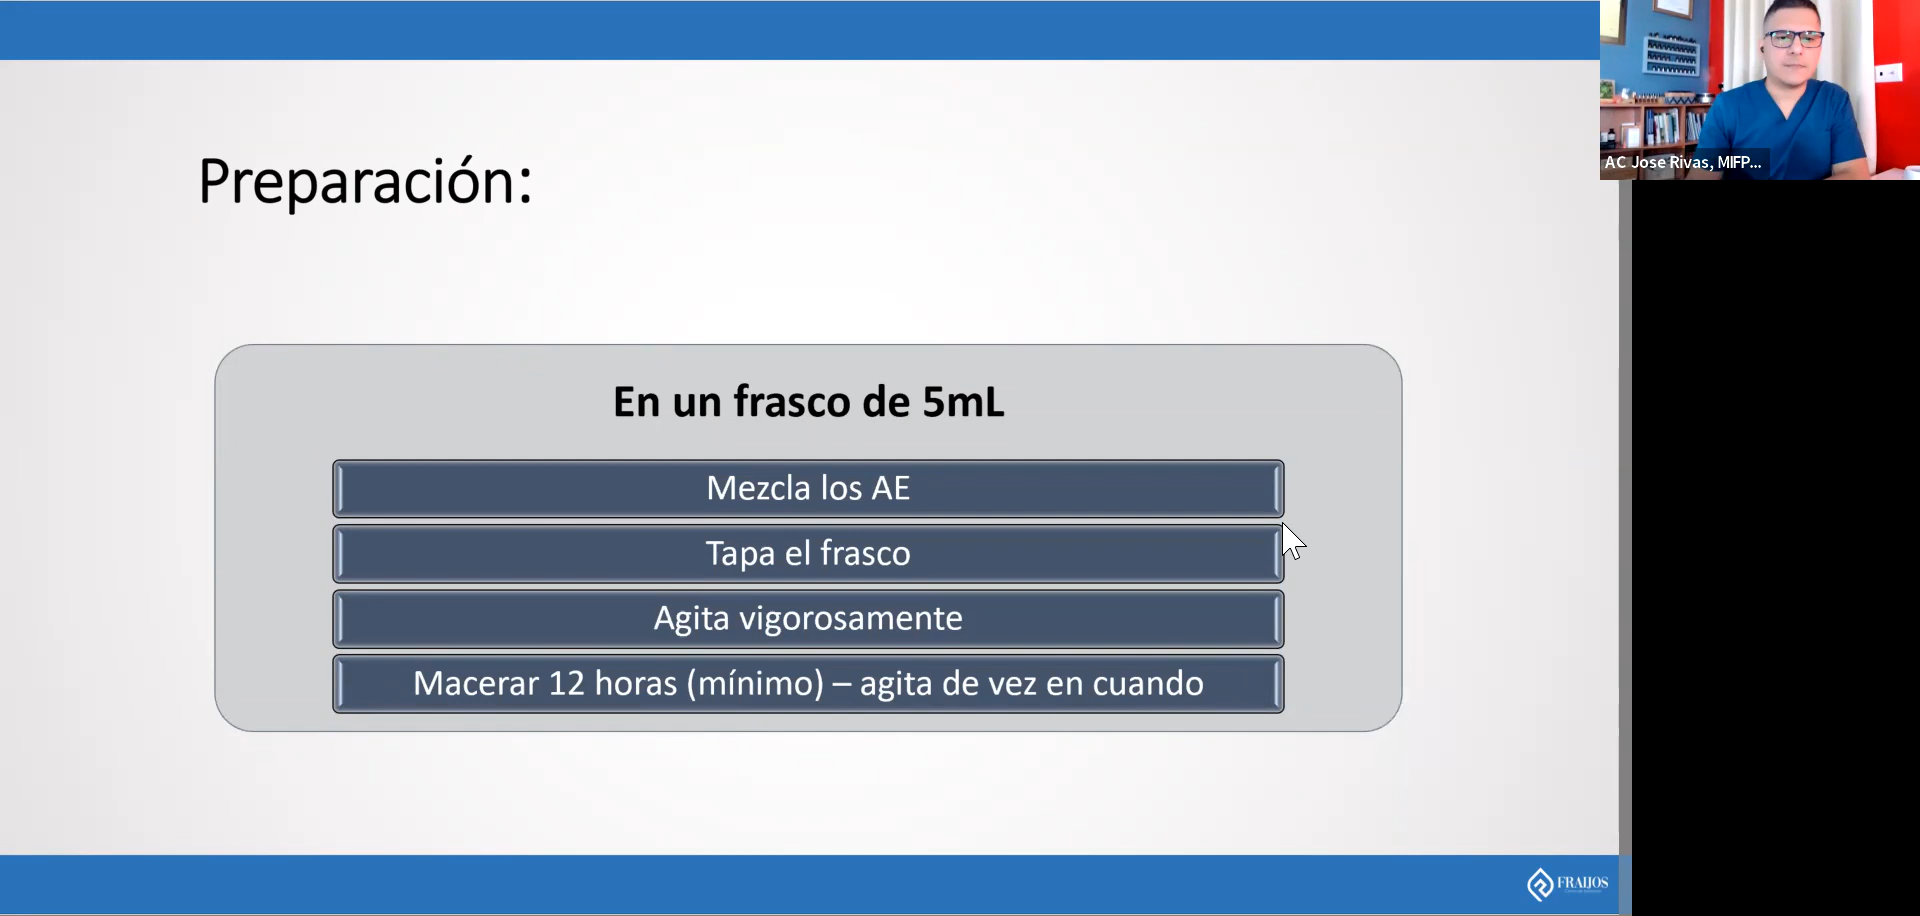 AC Jose Rivas, MIFP...
Preparación:
En un frasco de 5mL
Mezcla los AE
Tapa el frasco
Agita vigorosamente
Macerar 12 horas (mínimo) – agita de vez en cuando
FRAIJOS